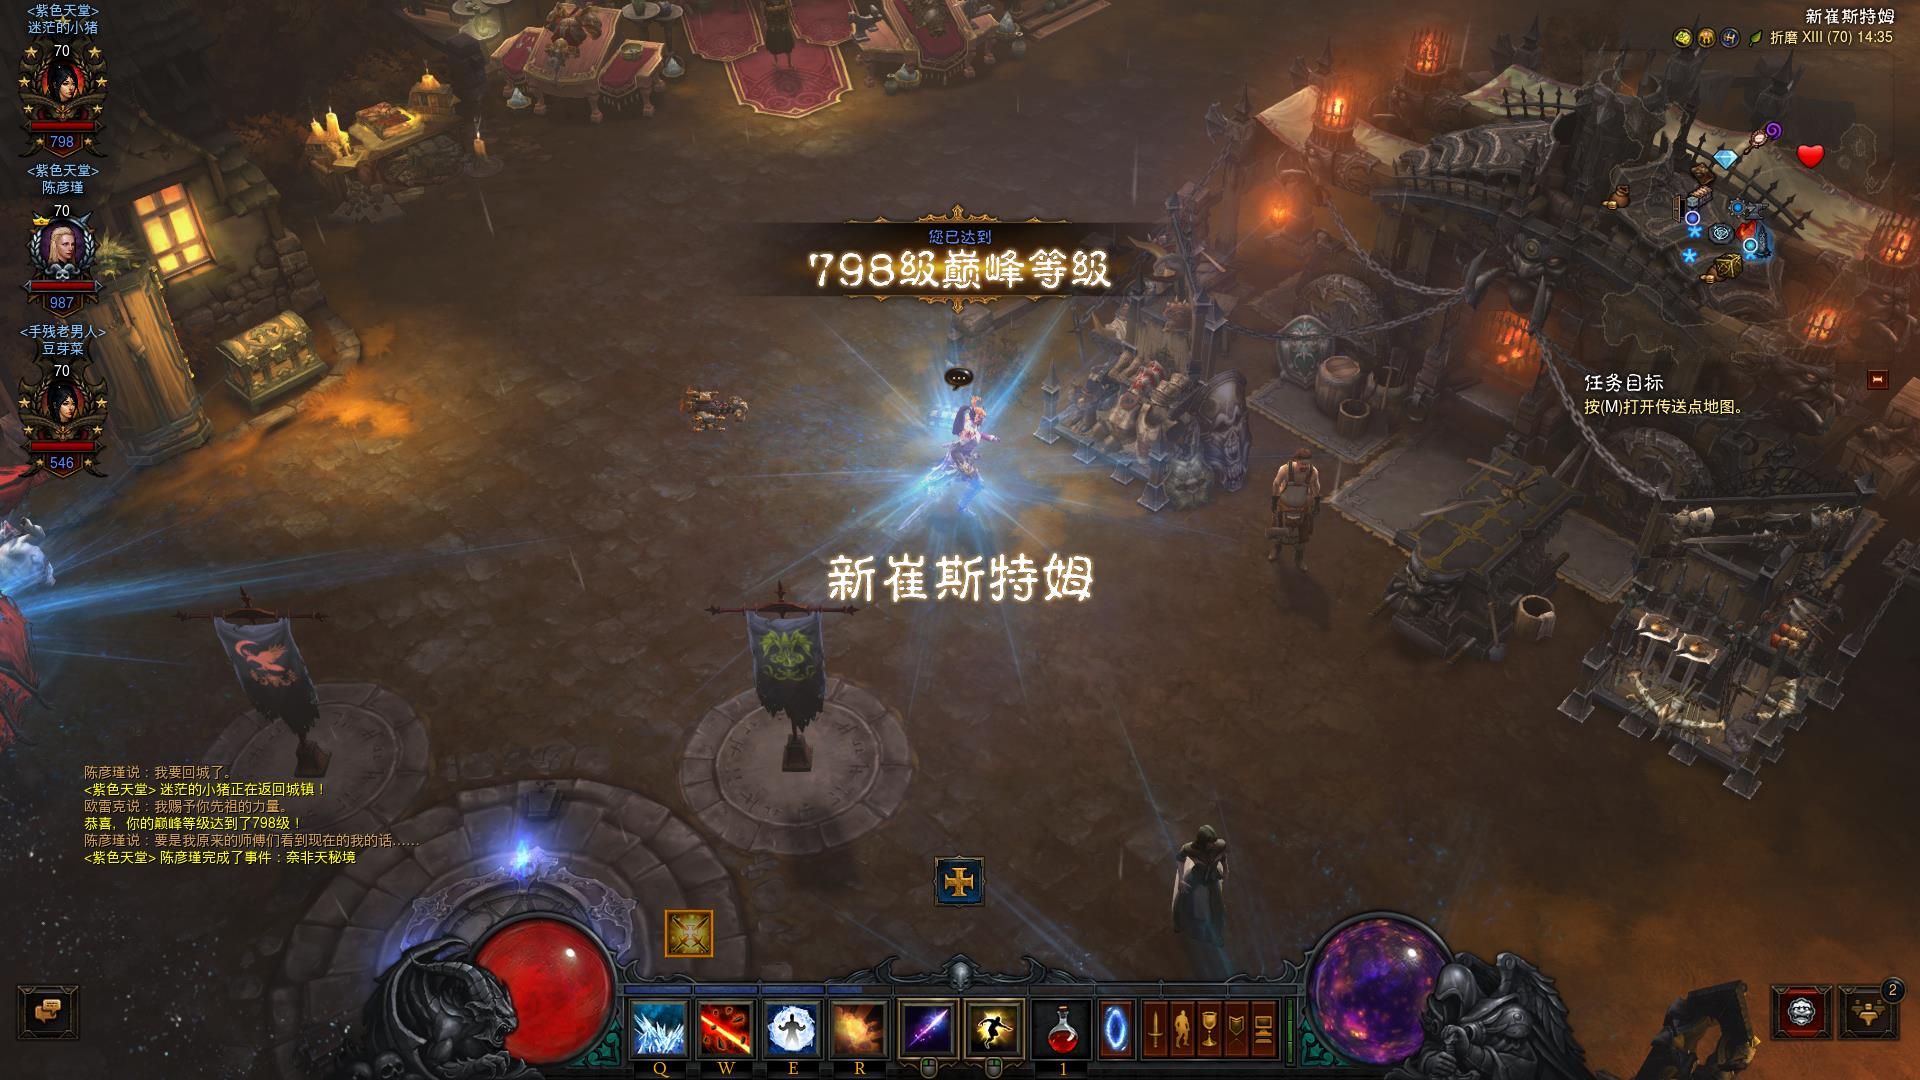 <紫色天堂>
迷茫的小猪
70
798
<紫色天堂>
陈彦瑾
70
987
<手残老男人>
豆芽菜
70
546
新崔斯特姆
折磨 XIII (70) 14:35
您已达到
798级巅峰等级
任务目标
按(M)打开传送点地图。
新崔斯特姆
陈彦瑾说：我要回城了。
<紫色天堂> 迷茫的小猪正在返回城镇！
欧雷克说：我赐予你先祖的力量。
恭喜，你的巅峰等级达到了798级！
陈彦瑾说：要是我原来的师傅们看到现在的我的话……
<紫色天堂> 陈彦瑾完成了事件：奈非天秘境
Q W E R 1
2